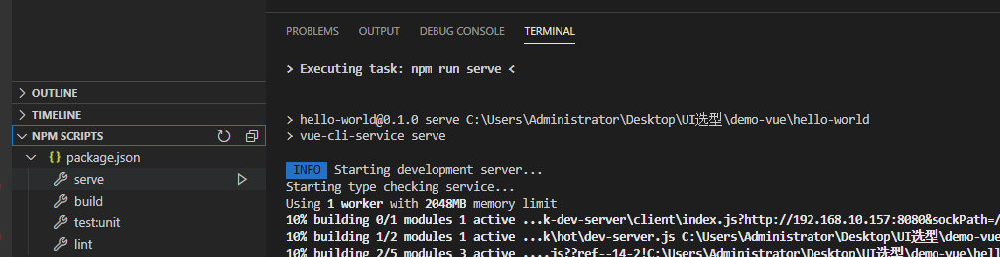 OUTLINE
TIMELINE
NPM SCRIPTS
{} package.json
serve
build
test:unit
lint
PROBLEMS OUTPUT DEBUG CONSOLE TERMINAL
> Executing task: npm run serve <
> hello-world@0.1.0 serve C:\Users\Administrator\Desktop\UI选型\demo-vue\hello-world
> vue-cli-service serve
INFO Starting development server...
Starting type checking service...
Using 1 worker with 2048MB memory limit
10% building 0/1 modules 1 active ...k-dev-server\client\index.js?http://192.168.10.157:8080&sockPath=/
10% building 1/2 modules 1 active ...k\hot\dev-server.js C:\Users\Administrator\Desktop\UI选型\demo-vue
10% building 2/5 modules 3 active ....js??ref--14-2!C:\Users\Administrator\Desktop\UI选型\demo-vue\hell